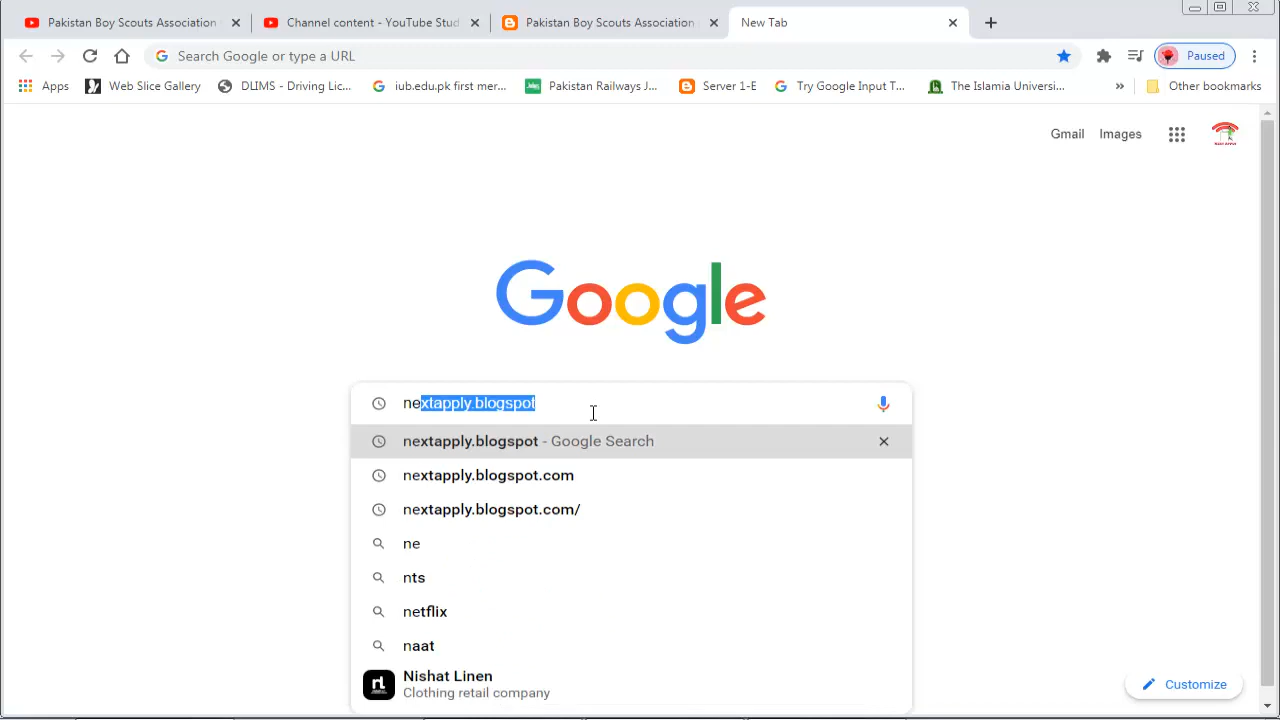 Pakistan Boy Scouts Association
Channel content - YouTube Stud
Pakistan Boy Scouts Association
New Tab
Search Google or type a URL
Paused
Apps
Web Slice Gallery
DLIMS - Driving Lic...
iub.edu.pk first mer...
Pakistan Railways J...
Server 1-E
Try Google Input T...
The Islamia Universi...
»
Other bookmarks
Gmail
Images
Google
nextapply.blogspot
nextapply.blogspot - Google Search
nextapply.blogspot.com
nextapply.blogspot.com/
ne
nts
netflix
naat
Nishat Linen
Clothing retail company
Customize